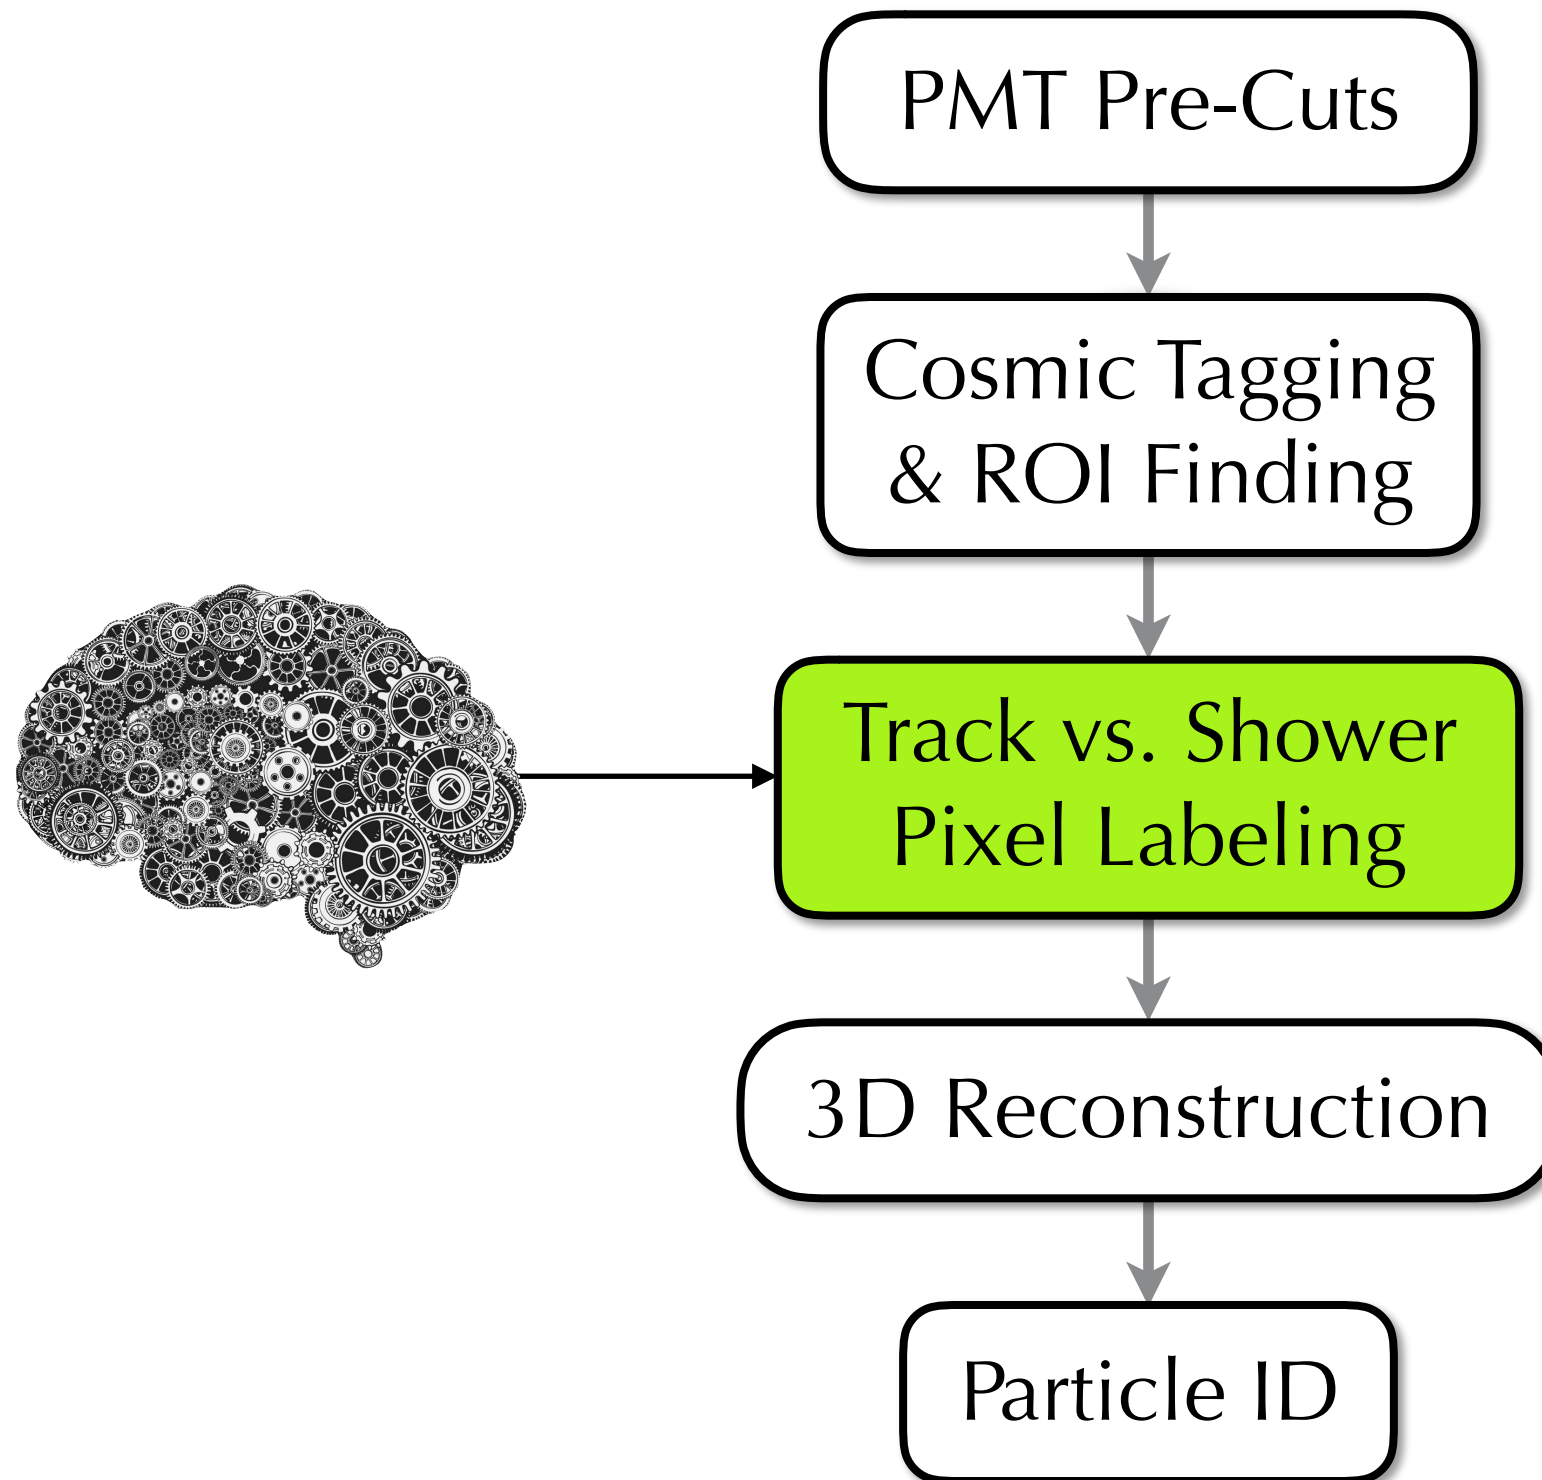 PMT Pre-Cuts
Cosmic Tagging
& ROI Finding
Track vs. Shower
Pixel Labeling
3D Reconstruction
Particle ID